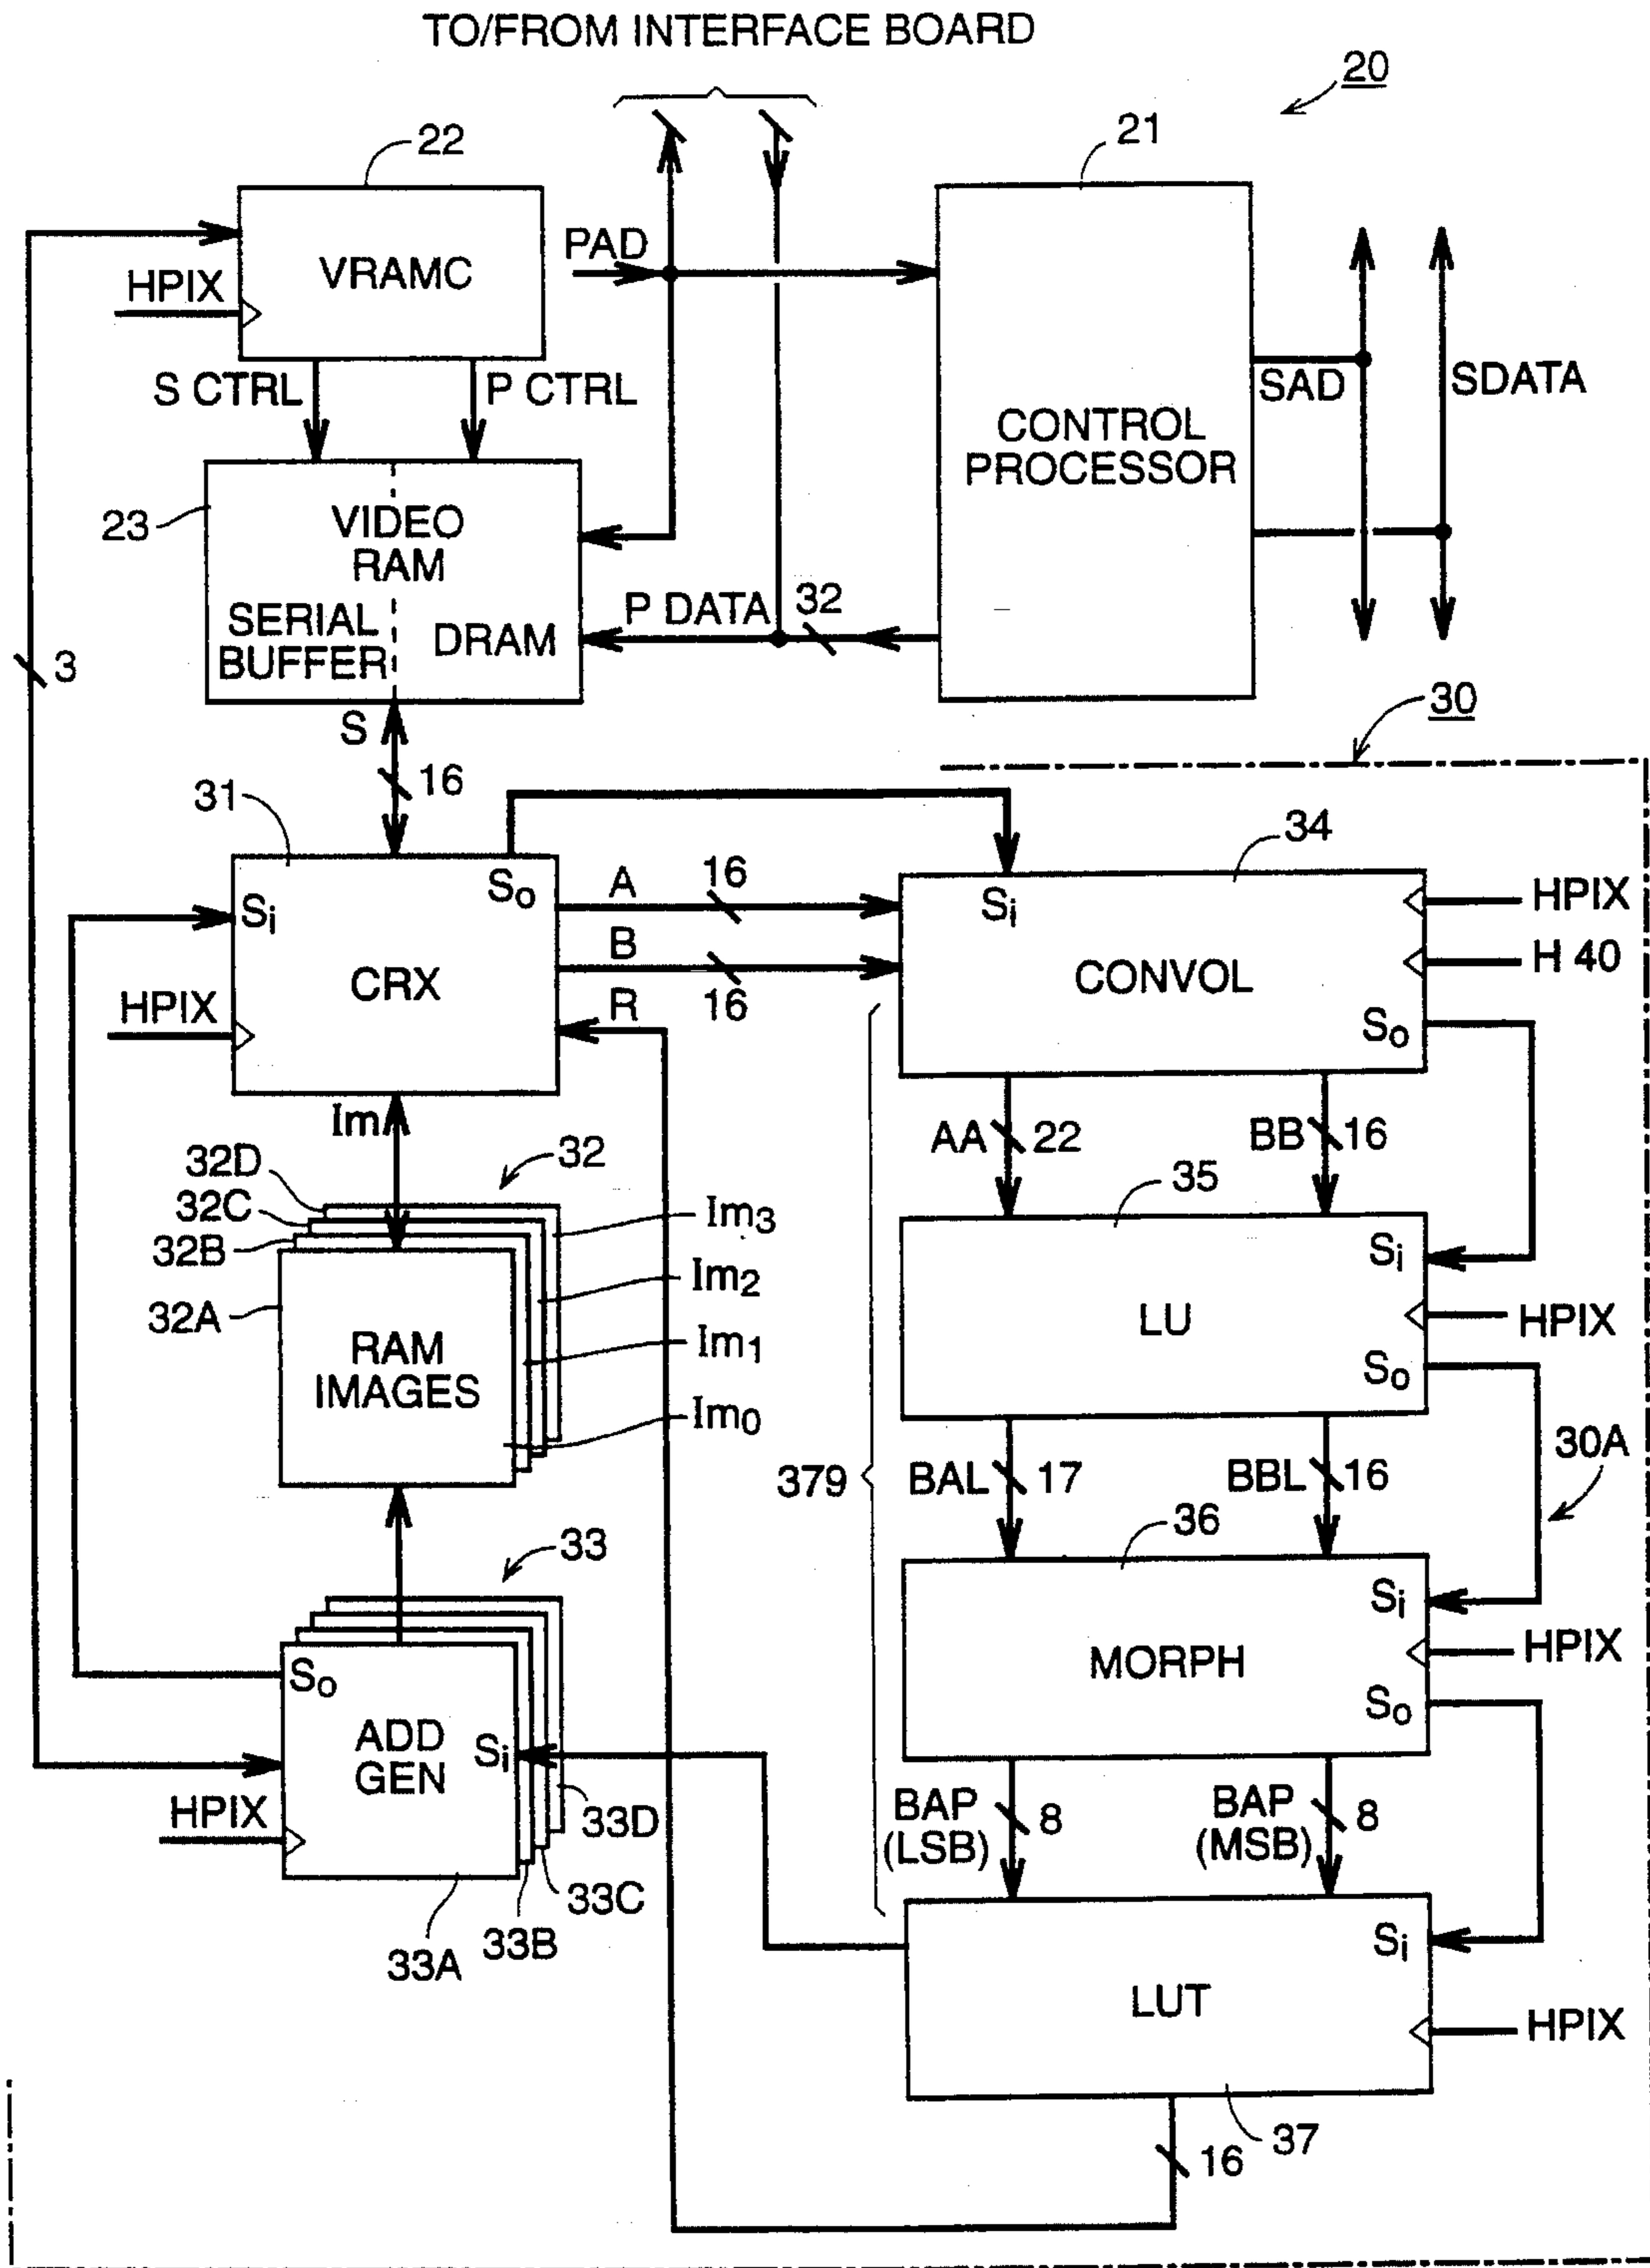 TO/FROM INTERFACE BOARD
20
22
21
VRAMC
HPIX
PAD
S CTRL
P CTRL
CONTROL
PROCESSOR
SAD
SDATA
23
VIDEO
RAM
SERIAL
BUFFER
DRAM
P DATA
32
3
S
16
30
31
34
Si
So
A
16
B
16
R
CRX
HPIX
Si
CONVOL
HPIX
H 40
So
Im
AA
22
BB
16
32D
32C
32B
32A
32
Im3
Im2
Im1
Im0
RAM
IMAGES
35
Si
LU
HPIX
So
379
BAL
17
BBL
16
30A
33
36
Si
MORPH
HPIX
So
So
ADD
GEN
Si
HPIX
33D
33C
33B
33A
BAP
(LSB)
8
BAP
(MSB)
8
Si
LUT
HPIX
37
16